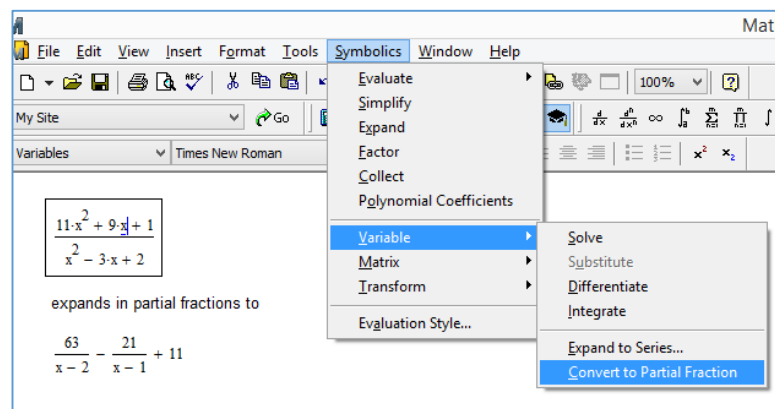 Mat
File Edit View Insert Format Tools Symbolics Window Help
100%
My Site Go
Variables Times New Roman x² x₂
Evaluate
Simplify
Expand
Factor
Collect
Polynomial Coefficients
Variable
Matrix
Transform
Evaluation Style...
Solve
Substitute
Differentiate
Integrate
Expand to Series...
Convert to Partial Fraction
11·x² + 9·x + 1
x² − 3·x + 2
expands in partial fractions to
63/(x − 2) − 21/(x − 1) + 11